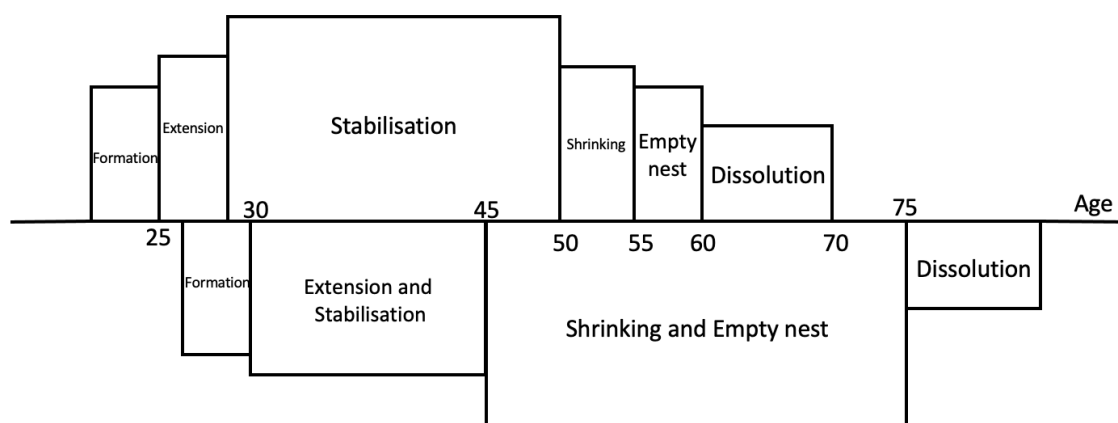 Stabilisation
Extension
Formation
Shrinking
Empty
nest
Dissolution
30
45
75
Age
25
50
55
60
70
Formation
Extension and
Stabilisation
Shrinking and Empty nest
Dissolution